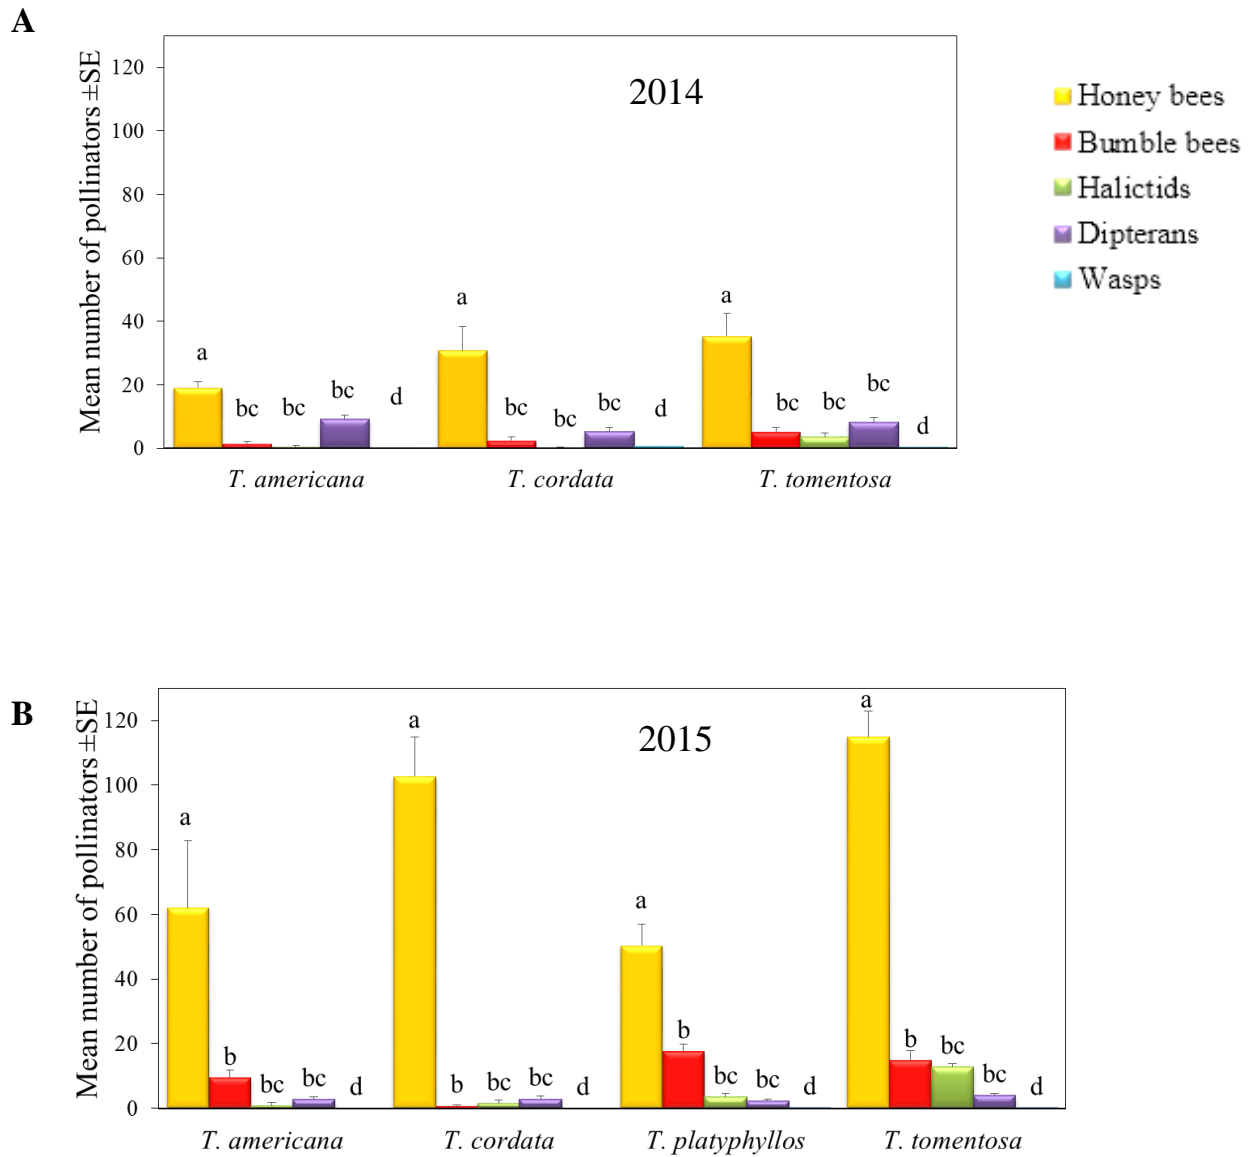 A
Mean number of pollinators ±SE
120
100
80
60
40
20
0
2014
a
bc
bc
bc
d
a
bc
bc
bc
d
a
bc
bc
bc
d
T. americana
T. cordata
T. tomentosa
Honey bees
Bumble bees
Halictids
Dipterans
Wasps
B
Mean number of pollinators ±SE
120
100
80
60
40
20
0
2015
a
b
bc
bc
d
a
b
bc
bc
d
a
b
bc
bc
d
a
b
bc
bc
d
T. americana
T. cordata
T. platyphyllos
T. tomentosa